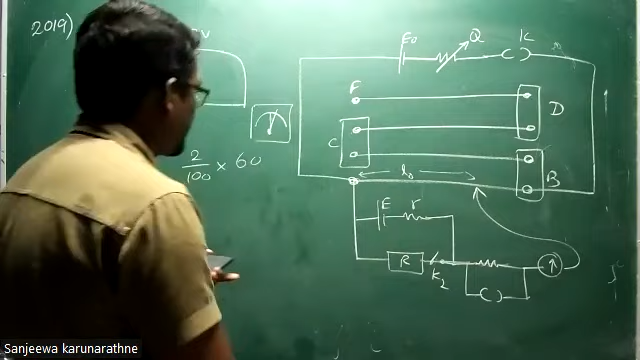 2019)
V
E₀
Q
K
F
D
C
2/100 × 60
l₀
B
E r
R
K₂
Sanjeewa karunarathne